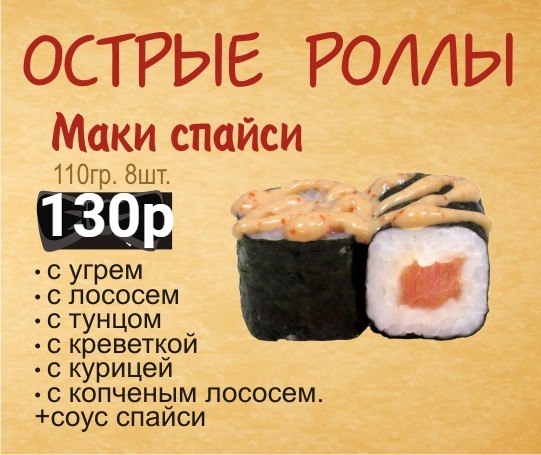 ОСТРЫЕ РОЛЛЫ
Маки спайси
110гр. 8шт.
130р
• с угрем
• с лососем
• с тунцом
• с креветкой
• с курицей
• с копченым лососем.
+соус спайси